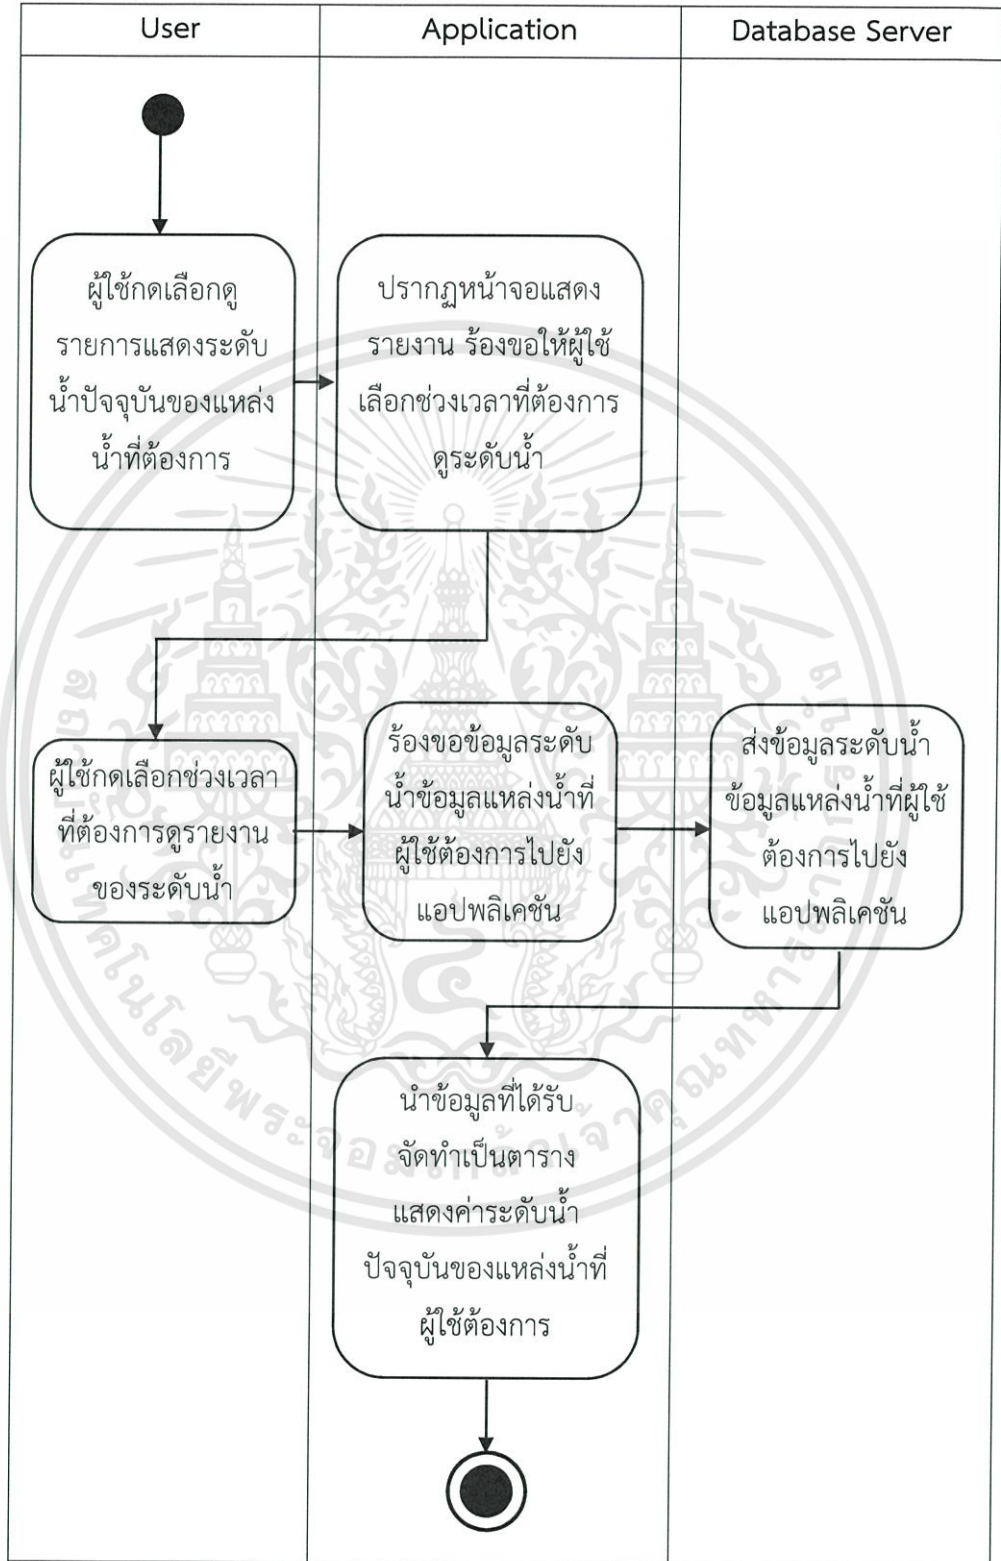 User
Application
Database Server
ผู้ใช้กดเลือกดู
รายการแสดงระดับ
น้ำปัจจุบันของแหล่ง
น้ำที่ต้องการ
ปรากฏหน้าจอแสดง
รายงาน ร้องขอให้ผู้ใช้
เลือกช่วงเวลาที่ต้องการ
ดูระดับน้ำ
ผู้ใช้กดเลือกช่วงเวลา
ที่ต้องการดูรายงาน
ของระดับน้ำ
ร้องขอข้อมูลระดับ
น้ำข้อมูลแหล่งน้ำที่
ผู้ใช้ต้องการไปยัง
แอปพลิเคชัน
ส่งข้อมูลระดับน้ำ
ข้อมูลแหล่งน้ำที่ผู้ใช้
ต้องการไปยัง
แอปพลิเคชัน
นำข้อมูลที่ได้รับ
จัดทำเป็นตาราง
แสดงค่าระดับน้ำ
ปัจจุบันของแหล่งน้ำที่
ผู้ใช้ต้องการ